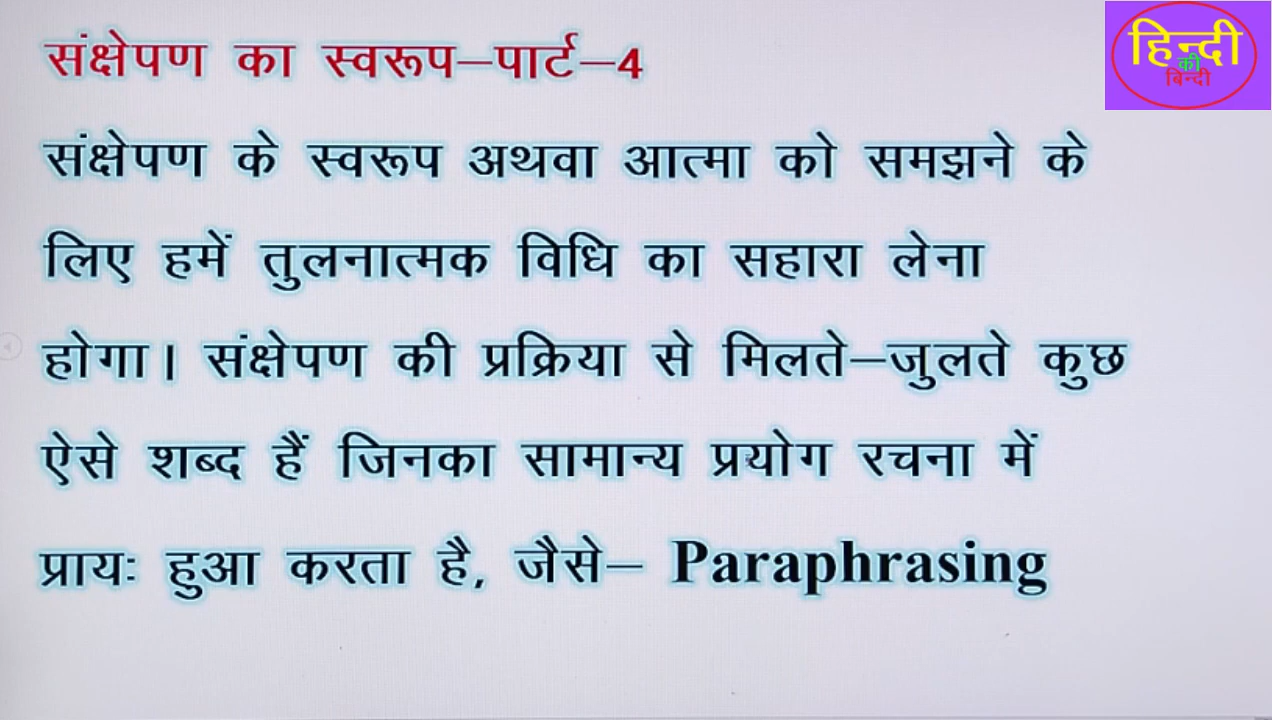 संक्षेपण का स्वरूप–पार्ट–4
हिन्दी
की
बिन्दी
संक्षेपण के स्वरूप अथवा आत्मा को समझने के
लिए हमें तुलनात्मक विधि का सहारा लेना
होगा। संक्षेपण की प्रक्रिया से मिलते–जुलते कुछ
ऐसे शब्द हैं जिनका सामान्य प्रयोग रचना में
प्रायः हुआ करता है, जैसे– Paraphrasing